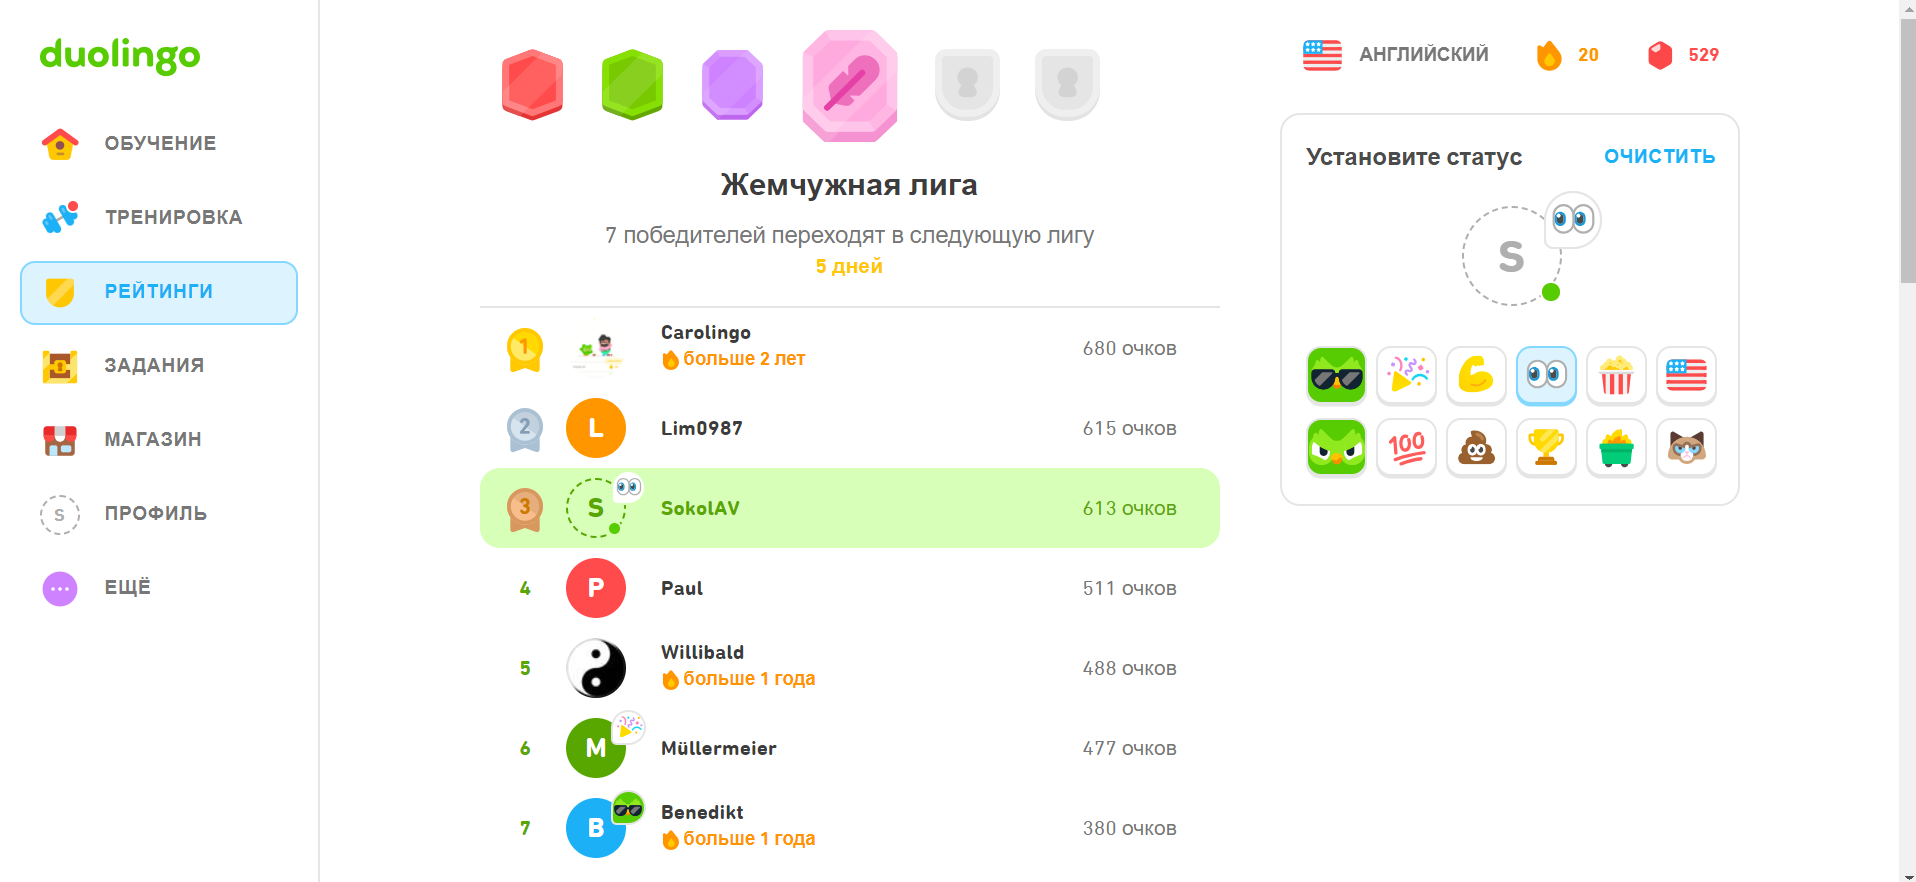 duolingo
ОБУЧЕНИЕ
ТРЕНИРОВКА
РЕЙТИНГИ
ЗАДАНИЯ
МАГАЗИН
S ПРОФИЛЬ
ЕЩЁ
Жемчужная лига
7 победителей переходят в следующую лигу
5 дней
1 Carolingo 680 очков
больше 2 лет
2 L Lim0987 615 очков
3 S SokolAV 613 очков
4 P Paul 511 очков
5 Willibald 488 очков
больше 1 года
6 M Müllermeier 477 очков
7 B Benedikt 380 очков
больше 1 года
АНГЛИЙСКИЙ 20 529
Установите статус ОЧИСТИТЬ
S
100